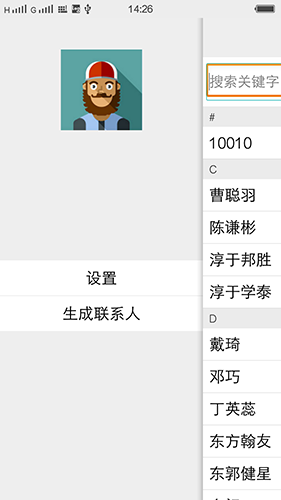 H G 14:26
设置
生成联系人
搜索关键字
#
10010
C
曹聪羽
陈谦彬
淳于邦胜
淳于学泰
D
戴琦
邓巧
丁英蕊
东方翰友
东郭健星